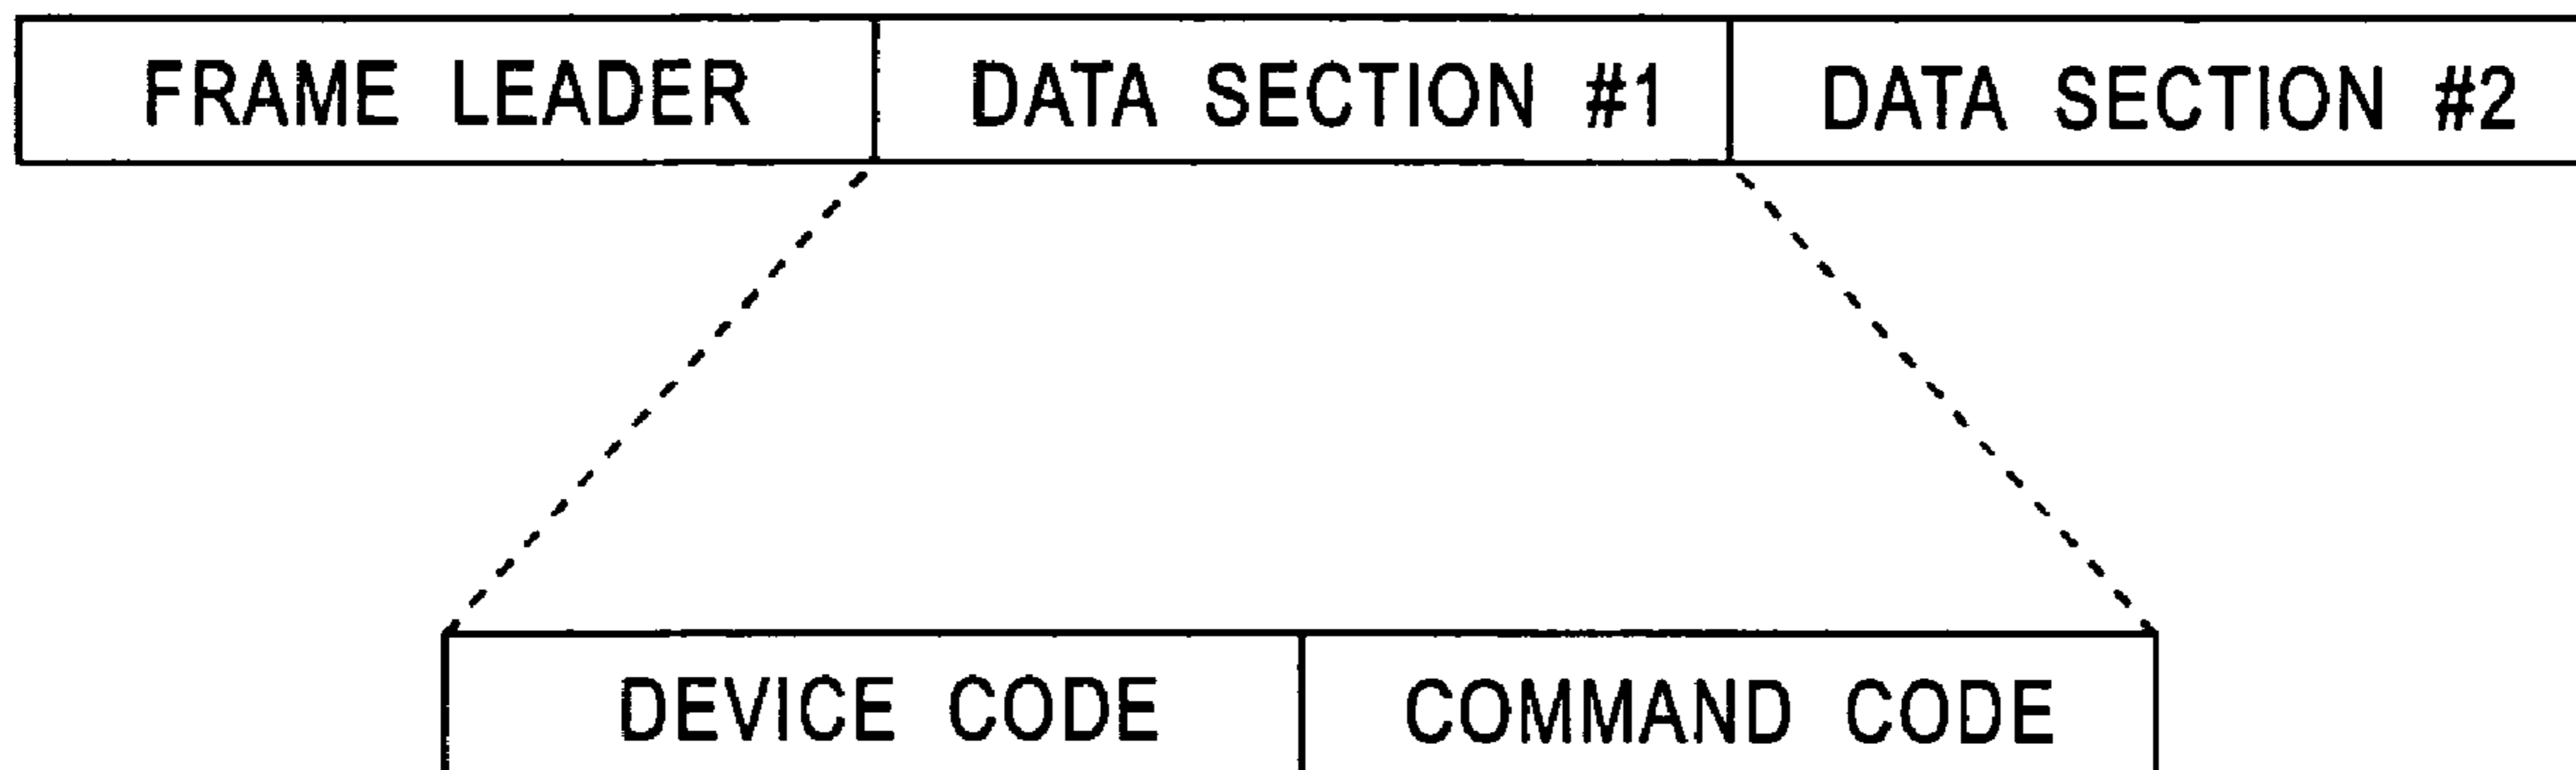 FRAME LEADER DATA SECTION #1 DATA SECTION #2
DEVICE CODE COMMAND CODE